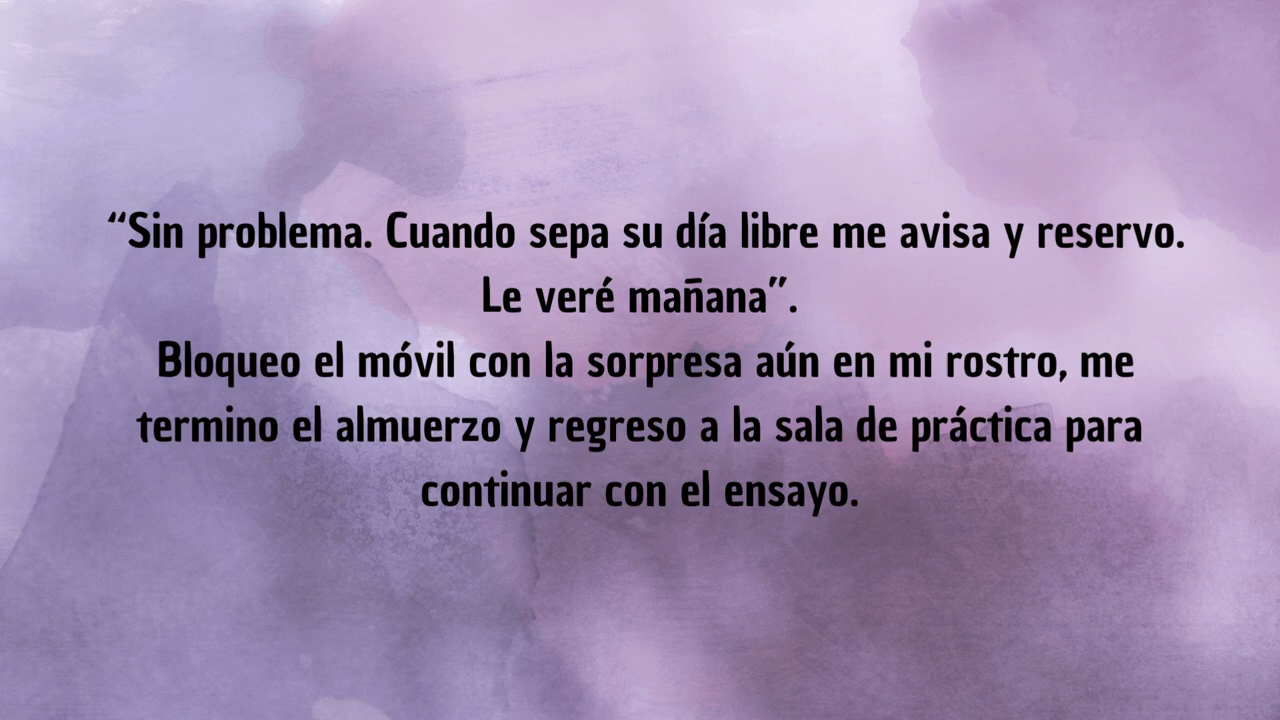 “Sin problema. Cuando sepa su día libre me avisa y reservo.
Le veré mañana”.
Bloqueo el móvil con la sorpresa aún en mi rostro, me
termino el almuerzo y regreso a la sala de práctica para
continuar con el ensayo.